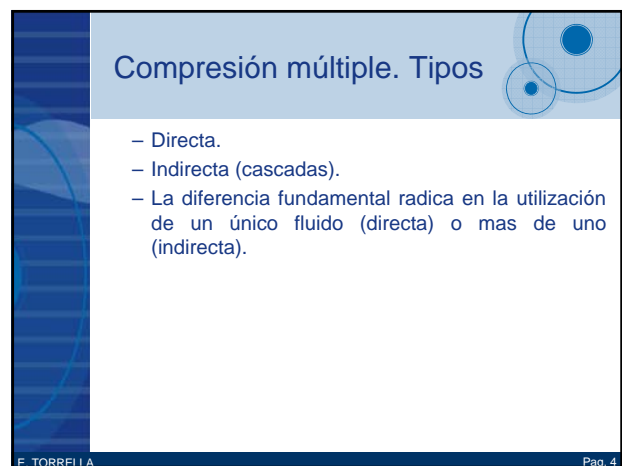 Compresión múltiple. Tipos
– Directa.
– Indirecta (cascadas).
– La diferencia fundamental radica en la utilización
de un único fluido (directa) o mas de uno
(indirecta).
E. TORRELLA
Pag. 4